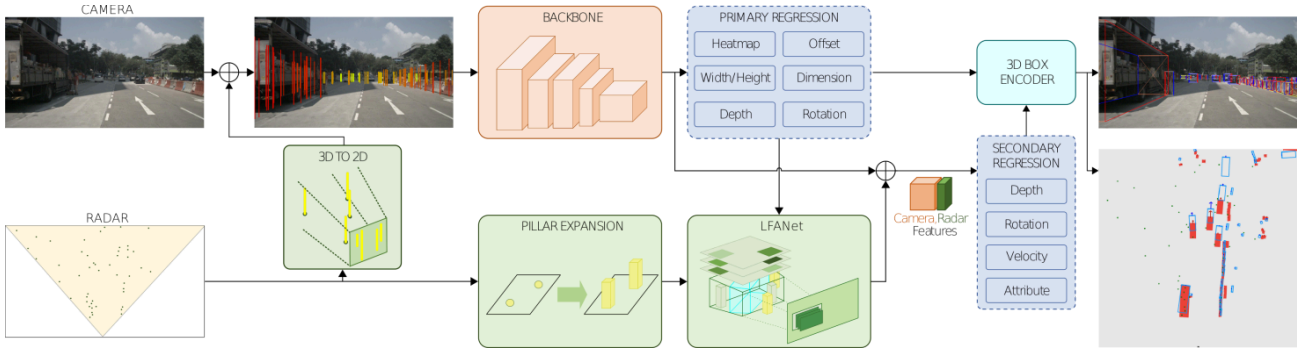 CAMERA
BACKBONE
PRIMARY REGRESSION
Heatmap
Offset
Width/Height
Dimension
Depth
Rotation
3D BOX
ENCODER
3D TO 2D
SECONDARY
REGRESSION
Depth
Rotation
Velocity
Attribute
RADAR
PILLAR EXPANSION
LFANet
Camera,Radar
Features